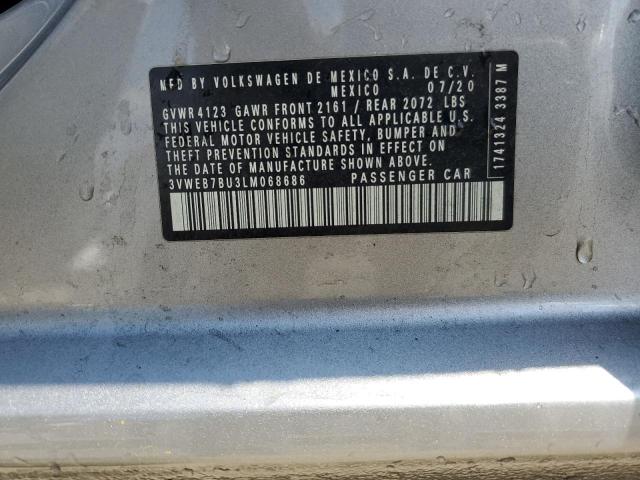 MFD BY VOLKSWAGEN DE MEXICO S.A. DE C.V.
MEXICO 07/20
GVWR 4123 GAWR FRONT 2161 / REAR 2072 LBS
THIS VEHICLE CONFORMS TO ALL APPLICABLE U.S.
FEDERAL MOTOR VEHICLE SAFETY, BUMPER AND
THEFT PREVENTION STANDARDS IN EFFECT ON
THE DATE OF MANUFACTURE SHOWN ABOVE.
3VWEB7BU3LM068686 PASSENGER CAR
1741324 3387 M